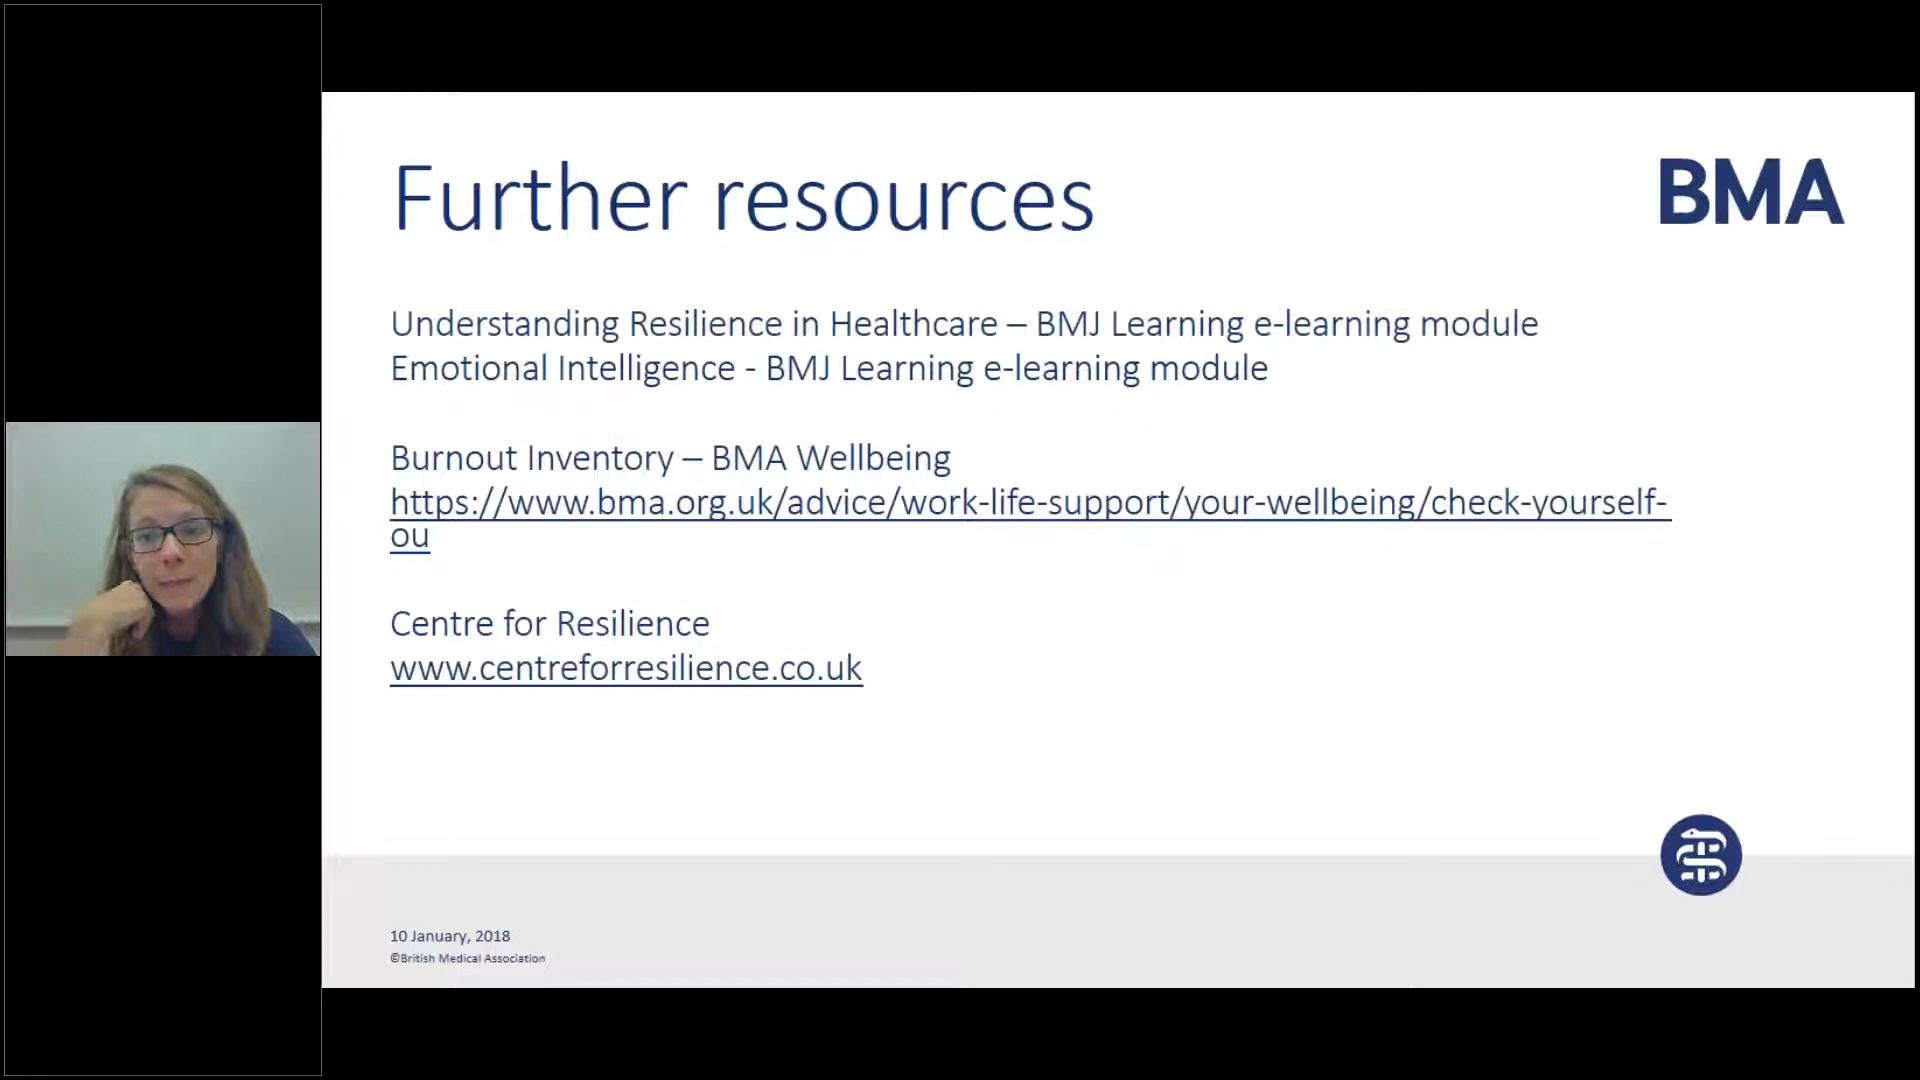 Further resources
BMA
Understanding Resilience in Healthcare – BMJ Learning e-learning module
Emotional Intelligence - BMJ Learning e-learning module
Burnout Inventory – BMA Wellbeing
https://www.bma.org.uk/advice/work-life-support/your-wellbeing/check-yourself-
ou
Centre for Resilience
www.centreforresilience.co.uk
10 January, 2018
©British Medical Association